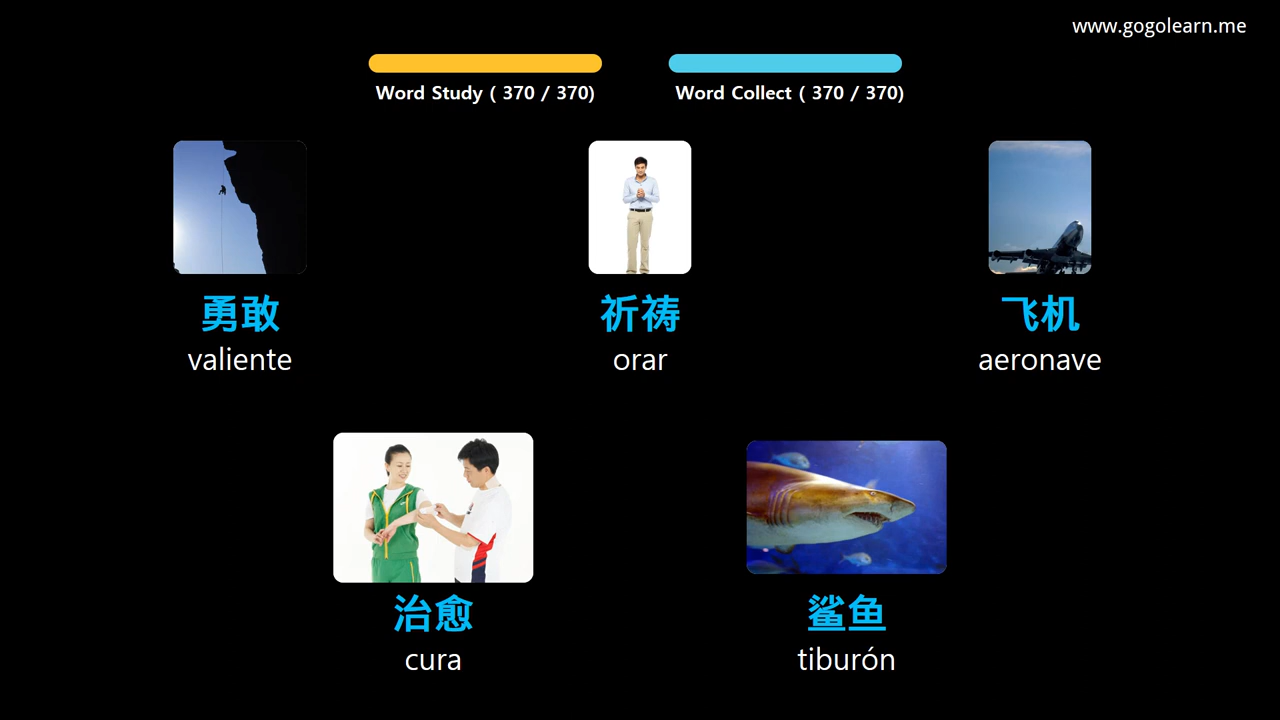 www.gogolearn.me
Word Study ( 370 / 370)
Word Collect ( 370 / 370)
勇敢
valiente
祈祷
orar
飞机
aeronave
治愈
cura
鲨鱼
tiburón